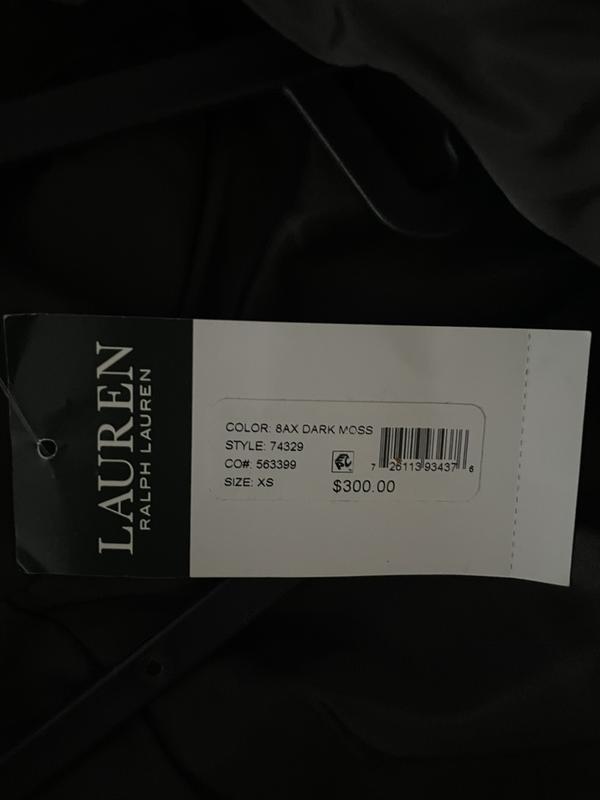 LAUREN
RALPH LAUREN
COLOR: 8AX DARK MOSS
STYLE: 74329
CO#: 563399
SIZE: XS
7 26113 93437 6
$300.00